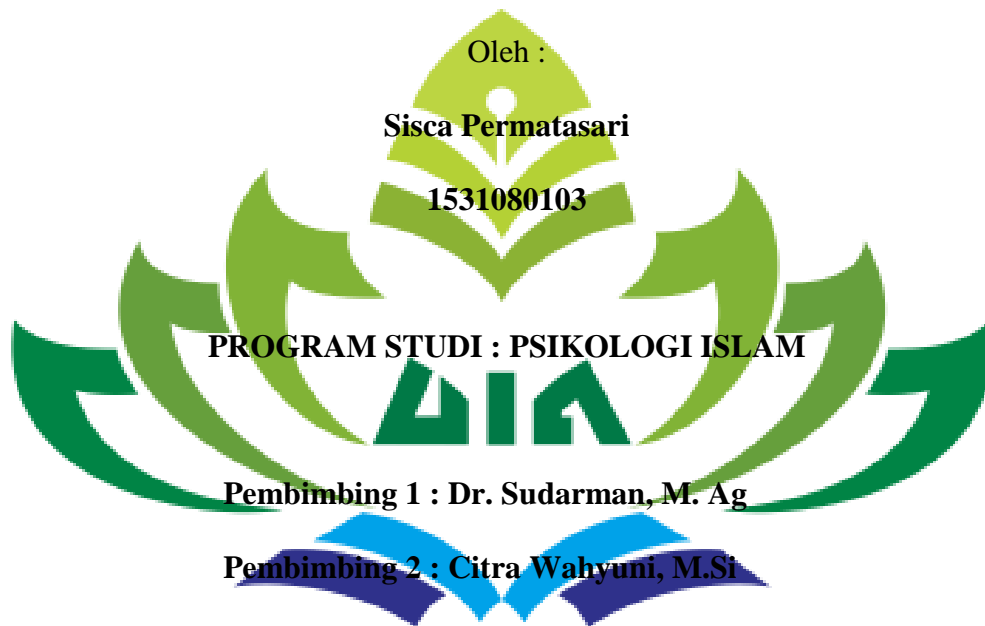 Oleh :
Sisca Permatasari
1531080103
PROGRAM STUDI : PSIKOLOGI ISLAM
UIN
Pembimbing 1 : Dr. Sudarman, M. Ag
Pembimbing 2 : Citra Wahyuni, M.Si